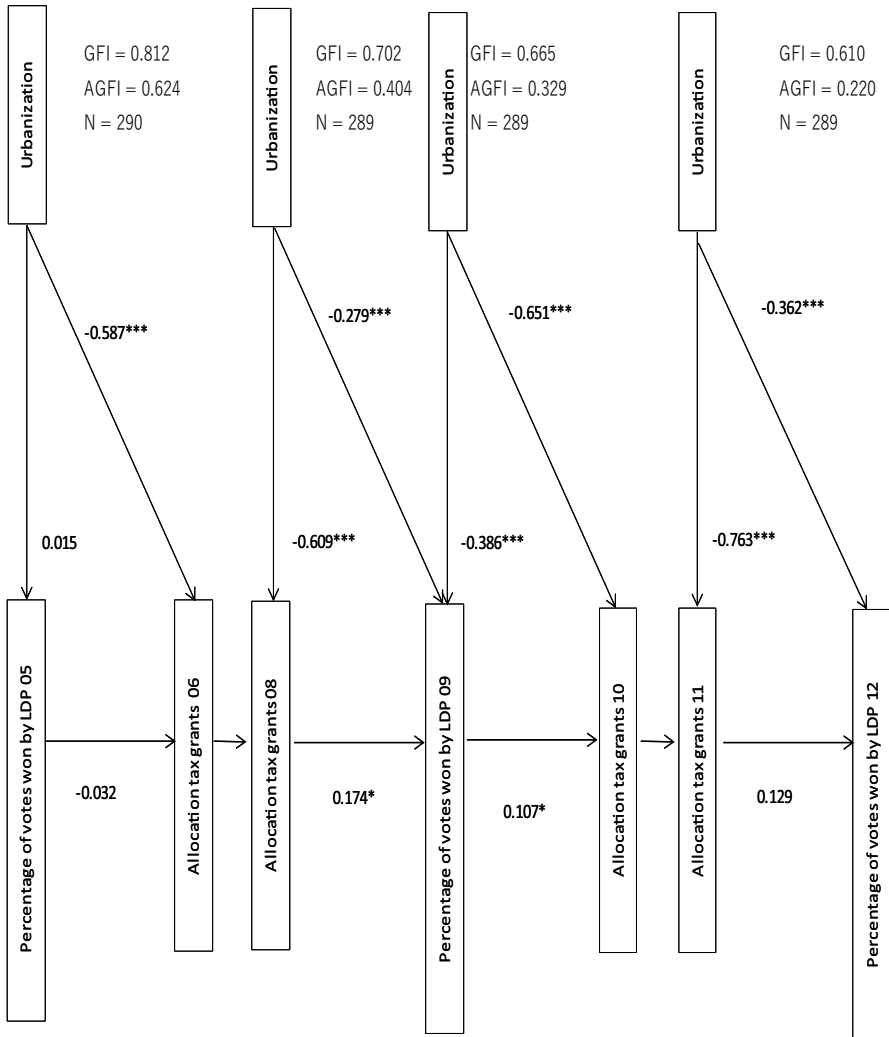 Urbanization
GFI = 0.812
AGFI = 0.624
N = 290
Urbanization
GFI = 0.702
AGFI = 0.404
N = 289
Urbanization
GFI = 0.665
AGFI = 0.329
N = 289
Urbanization
GFI = 0.610
AGFI = 0.220
N = 289
-0.587***
-0.279***
-0.651***
-0.362***
0.015
-0.609***
-0.386***
-0.763***
Percentage of votes won by LDP 05
-0.032
Allocation tax grants 06
Allocation tax grants 08
0.174*
Percentage of votes won by LDP 09
0.107*
Allocation tax grants 10
Allocation tax grants 11
0.129
Percentage of votes won by LDP 12